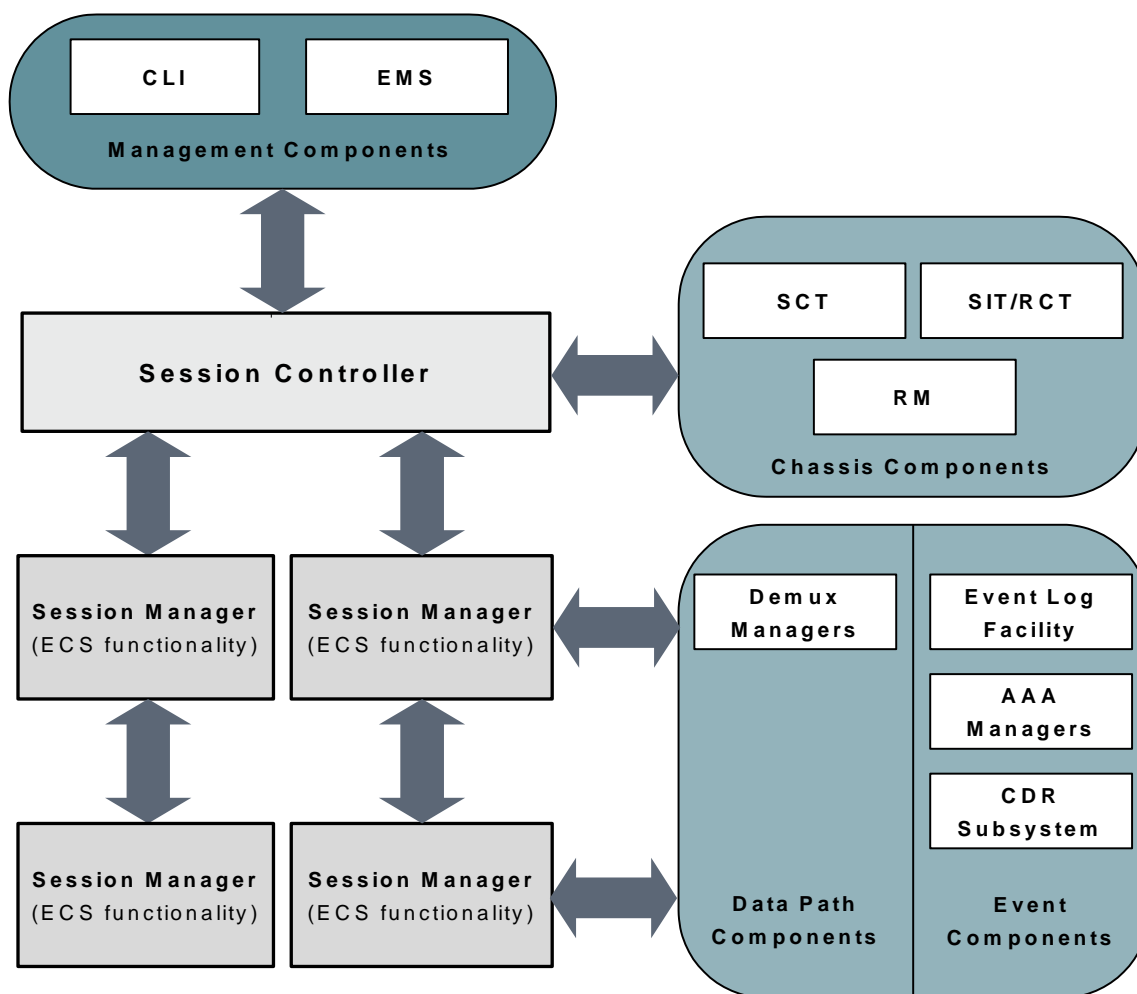 CLI
EMS
Management Components
SCT
SIT/RCT
RM
Chassis Components
Session Controller
Session Manager
(ECS functionality)
Session Manager
(ECS functionality)
Session Manager
(ECS functionality)
Session Manager
(ECS functionality)
Demux
Managers
Data Path
Components
Event Log
Facility
AAA
Managers
CDR
Subsystem
Event
Components